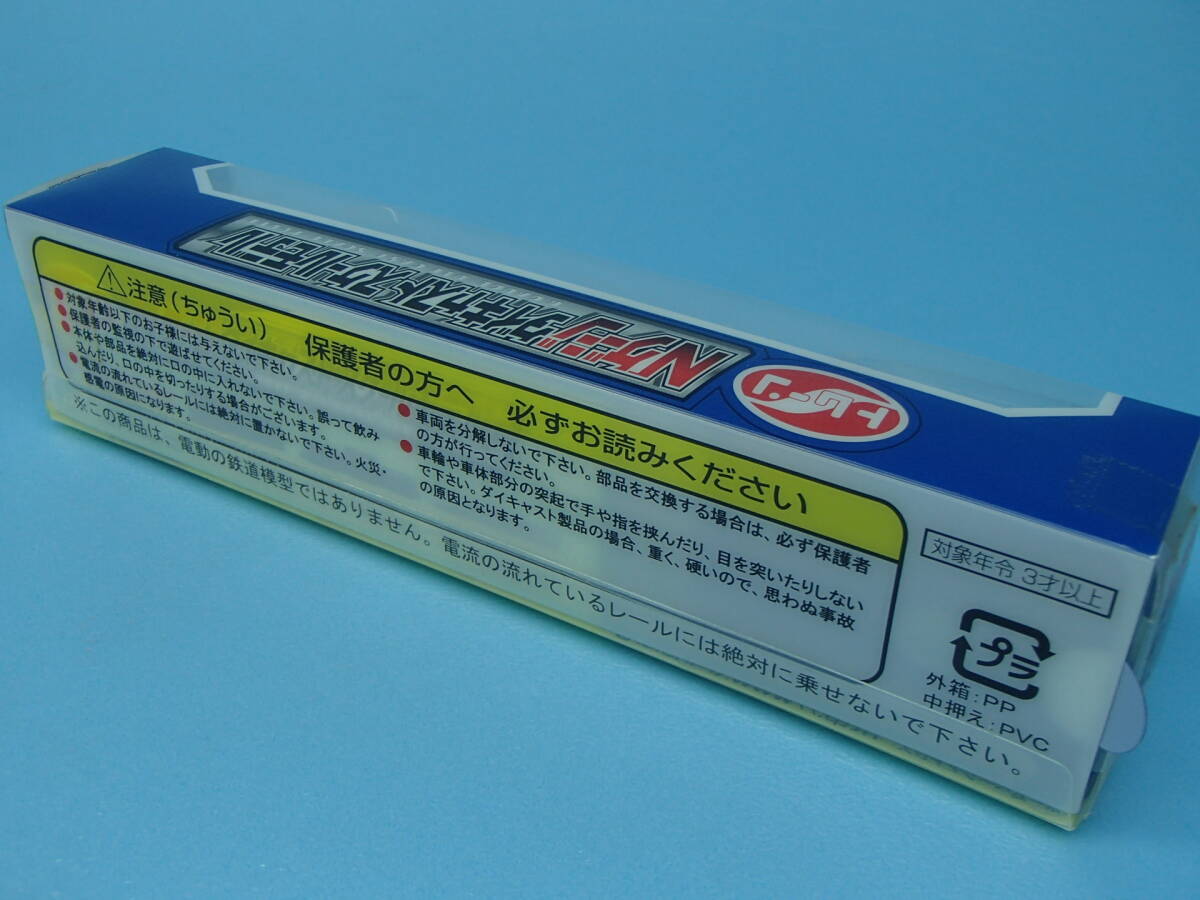 Nゲージダイキャストスケールモデル
トレーン
注意(ちゅうい) 保護者の方へ 必ずお読みください
●対象年齢以下のお子様には与えないで下さい。
●保護者の監視の下で遊ばせてください。
●本体や部品を絶対に口の中に入れないで下さい。誤って飲み
込んだり、口の中を切ったりする場合がございます。
●電流の流れているレールには絶対に置かないで下さい。火災・
感電の原因になります。
●車両を分解しないで下さい。部品を交換する場合は、必ず保護者
の方が行ってください。
●車輪や車体部分の突起で手や指を挟んだり、目を突いたりしない
で下さい。ダイキャスト製品の場合、重く、硬いので、思わぬ事故
の原因となります。
※この商品は、電動の鉄道模型ではありません。電流の流れているレールには絶対に乗せないで下さい。
対象年令 3才以上
プラ
外箱:PP
中押え:PVC